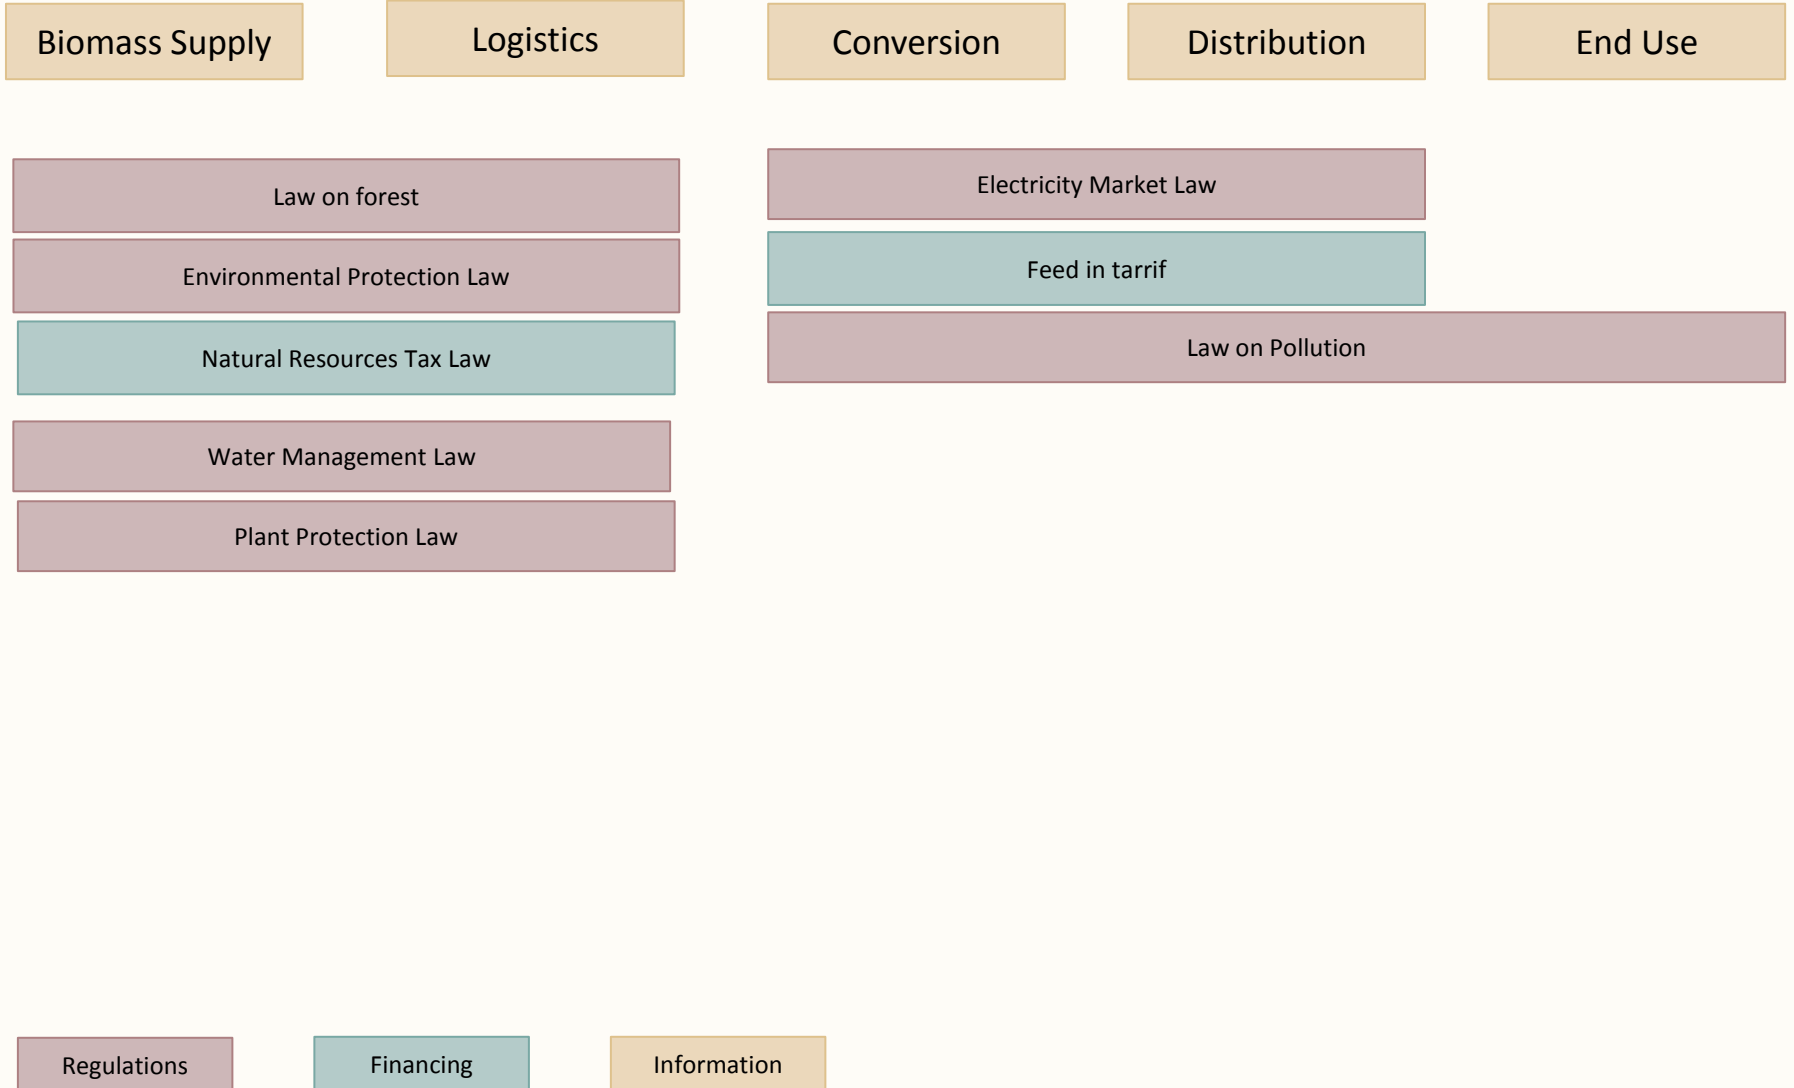 Biomass Supply
Logistics
Conversion
Distribution
End Use
Law on forest
Environmental Protection Law
Natural Resources Tax Law
Water Management Law
Plant Protection Law
Electricity Market Law
Feed in tarrif
Law on Pollution
Regulations
Financing
Information